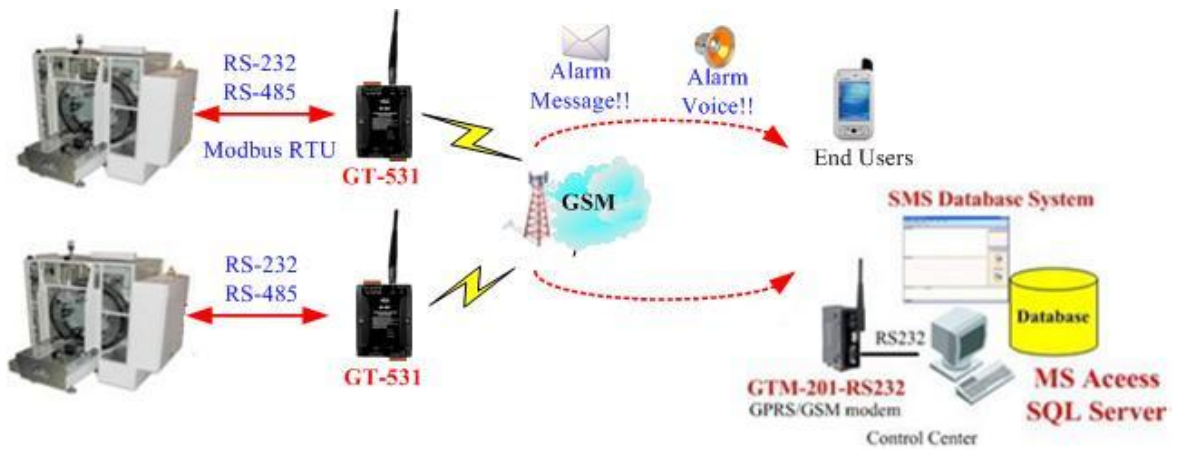 RS-232
RS-485
Modbus RTU
GT-531
Alarm
Message!!
Alarm
Voice!!
End Users
GSM
RS-232
RS-485
GT-531
SMS Database System
Database
RS232
GTM-201-RS232
GPRS/GSM modem
MS Aceess
SQL Server
Control Center